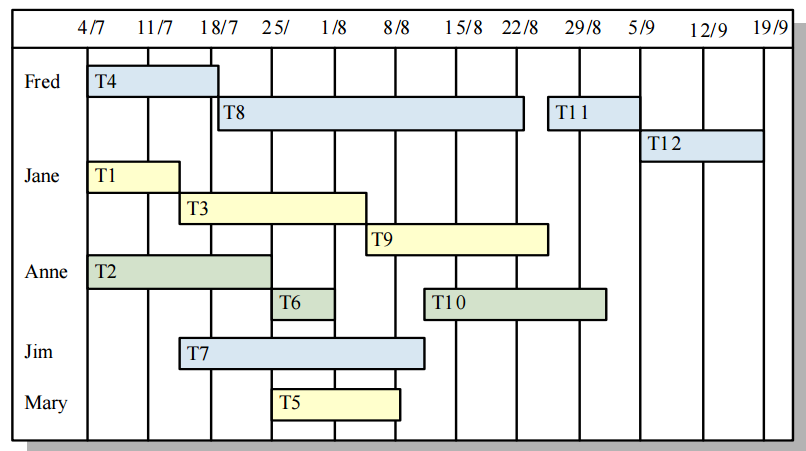 4/7 11/7 18/7 25/ 1/8 8/8 15/8 22/8 29/8 5/9 12/9 19/9
Fred
T4
T8
T11
T12
Jane
T1
T3
T9
Anne
T2
T6
T10
Jim
T7
Mary
T5